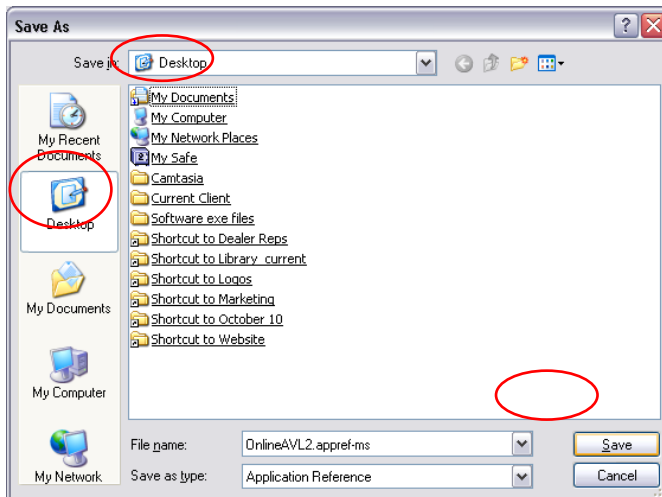 Save As
Save in:
Desktop
My Recent
Documents
Desktop
My Documents
My Computer
My Network
My Documents
My Computer
My Network Places
My Safe
Camtasia
Current Client
Software exe files
Shortcut to Dealer Reps
Shortcut to Library_current
Shortcut to Logos
Shortcut to Marketing
Shortcut to October 10
Shortcut to Website
File name:
OnlineAVL2.appref-ms
Save
Save as type:
Application Reference
Cancel